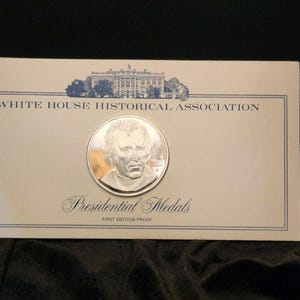 WHITE HOUSE HISTORICAL ASSOCIATION
Presidential Medals
FIRST EDITION PROOF